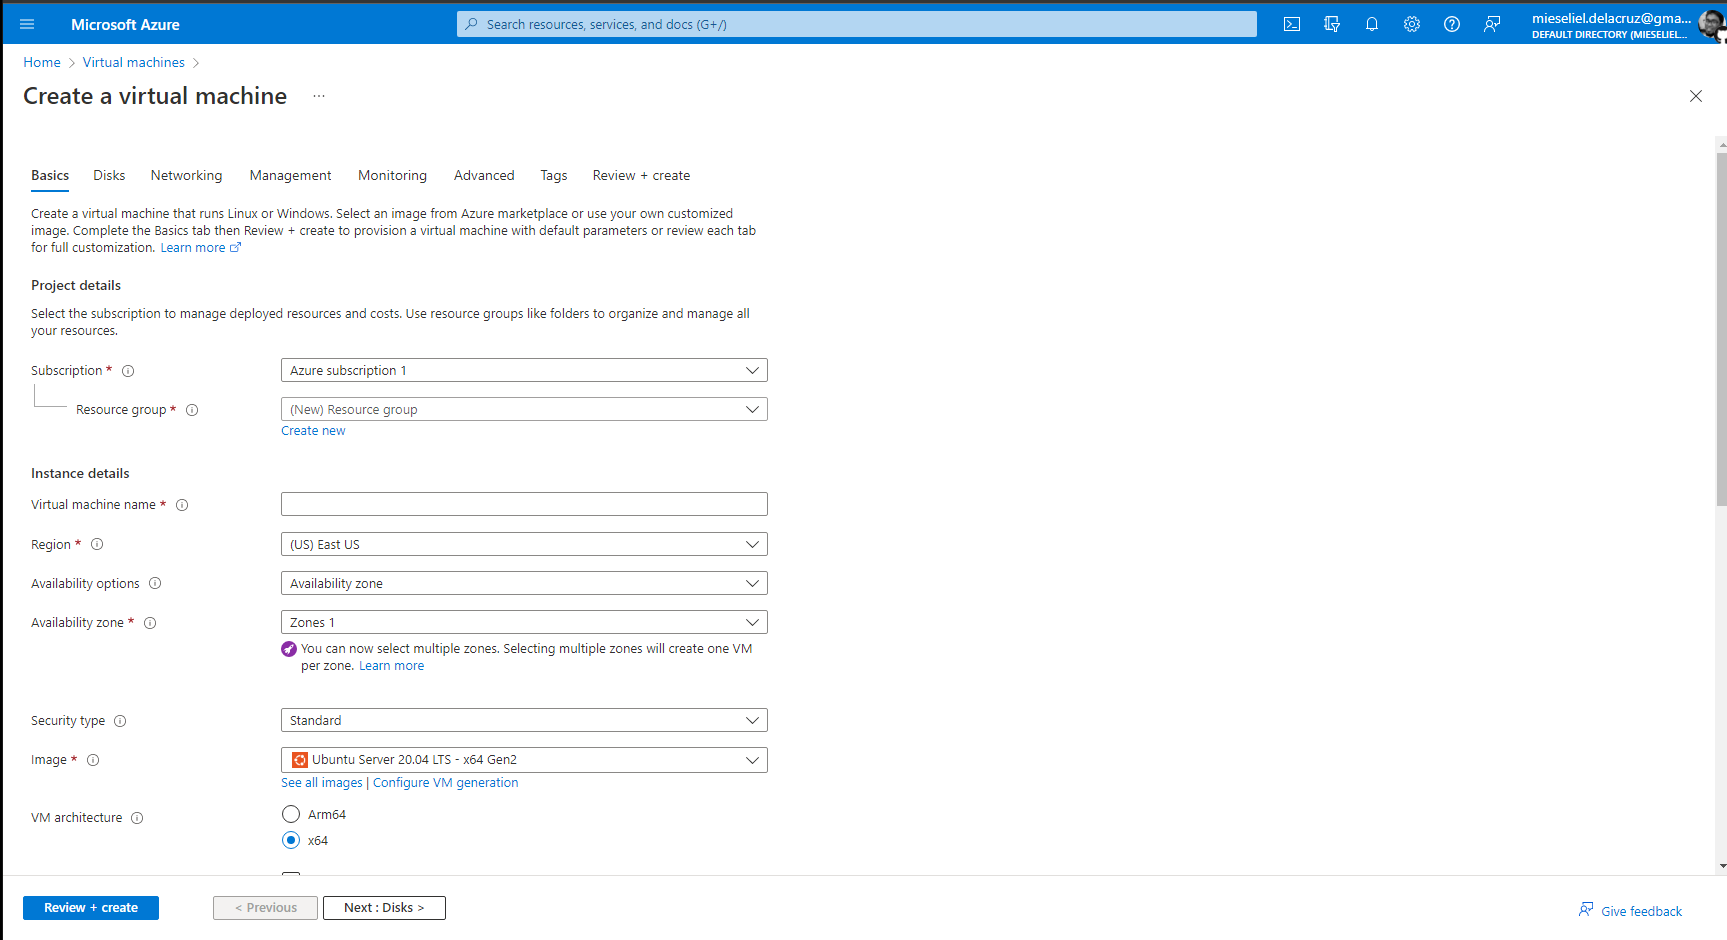 Microsoft Azure
Search resources, services, and docs (G+/)
mieseliel.delacruz@gma...
DEFAULT DIRECTORY (MIESELIEL...
Home > Virtual machines >
Create a virtual machine ...
Basics Disks Networking Management Monitoring Advanced Tags Review + create
Create a virtual machine that runs Linux or Windows. Select an image from Azure marketplace or use your own customized
image. Complete the Basics tab then Review + create to provision a virtual machine with default parameters or review each tab
for full customization. Learn more
Project details
Select the subscription to manage deployed resources and costs. Use resource groups like folders to organize and manage all
your resources.
Subscription * Azure subscription 1
Resource group * (New) Resource group
Create new
Instance details
Virtual machine name *
Region * (US) East US
Availability options Availability zone
Availability zone * Zones 1
You can now select multiple zones. Selecting multiple zones will create one VM
per zone. Learn more
Security type Standard
Image * Ubuntu Server 20.04 LTS - x64 Gen2
See all images | Configure VM generation
VM architecture Arm64
x64
Review + create < Previous Next : Disks > Give feedback